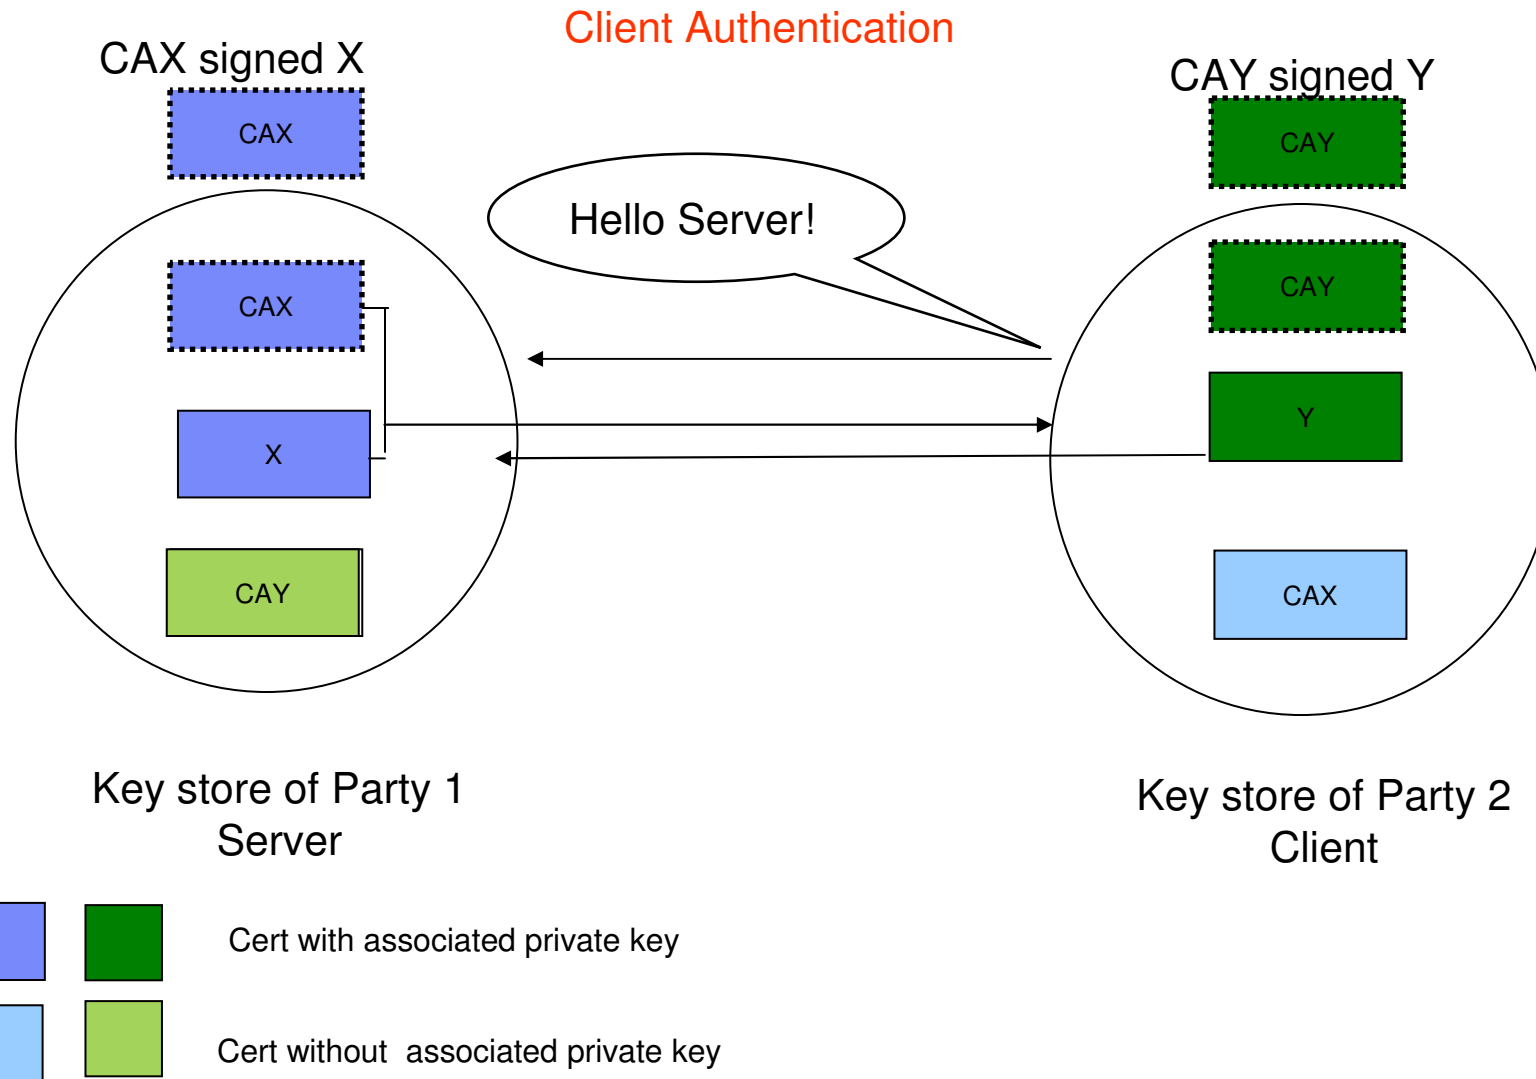 Client Authentication
CAX signed X
CAY signed Y
CAX
CAY
Hello Server!
CAX
CAY
X
Y
CAY
CAX
Key store of Party 1
Server
Key store of Party 2
Client
Cert with associated private key
Cert without  associated private key